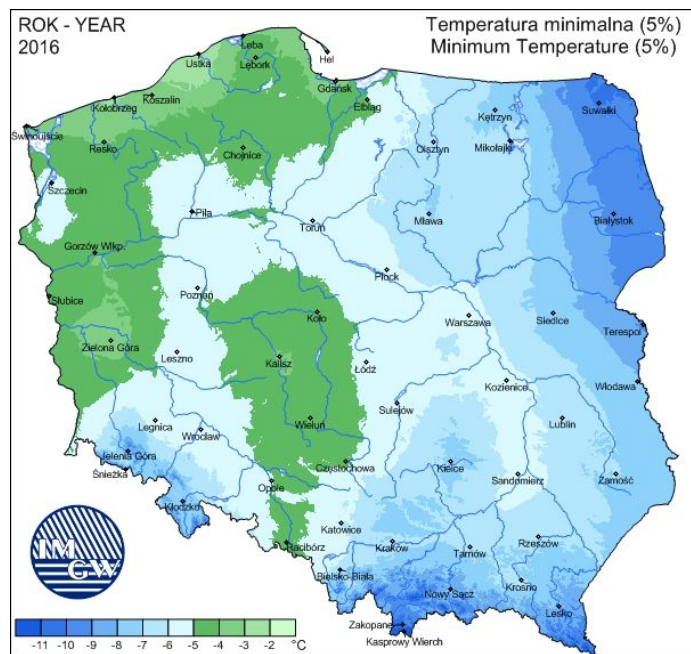 ROK - YEAR
2016
Temperatura minimalna (5%)
Minimum Temperature (5%)
Łeba
Ustka
Lębork
Hel
Gdańsk
Koszalin
Kołobrzeg
Elbląg
Suwałki
Kętrzyn
Świnoujście
Resko
Chojnice
Olsztyn
Mikołajki
Szczecin
Piła
Toruń
Mława
Białystok
Gorzów Wlkp.
Płock
Słubice
Poznań
Koło
Warszawa
Siedlce
Terespol
Zielona Góra
Leszno
Kalisz
Łódź
Kozienice
Włodawa
Sulejów
Legnica
Wrocław
Wieluń
Lublin
Jelenia Góra
Śnieżka
Częstochowa
Kielce
Sandomierz
Zamość
Opole
Kłodzko
Katowice
Racibórz
Kraków
Tarnów
Rzeszów
Bielsko-Biała
Nowy Sącz
Krosno
Lesko
Zakopane
Kasprowy Wierch
IM
GW
-11 -10 -9 -8 -7 -6 -5 -4 -3 -2 °C